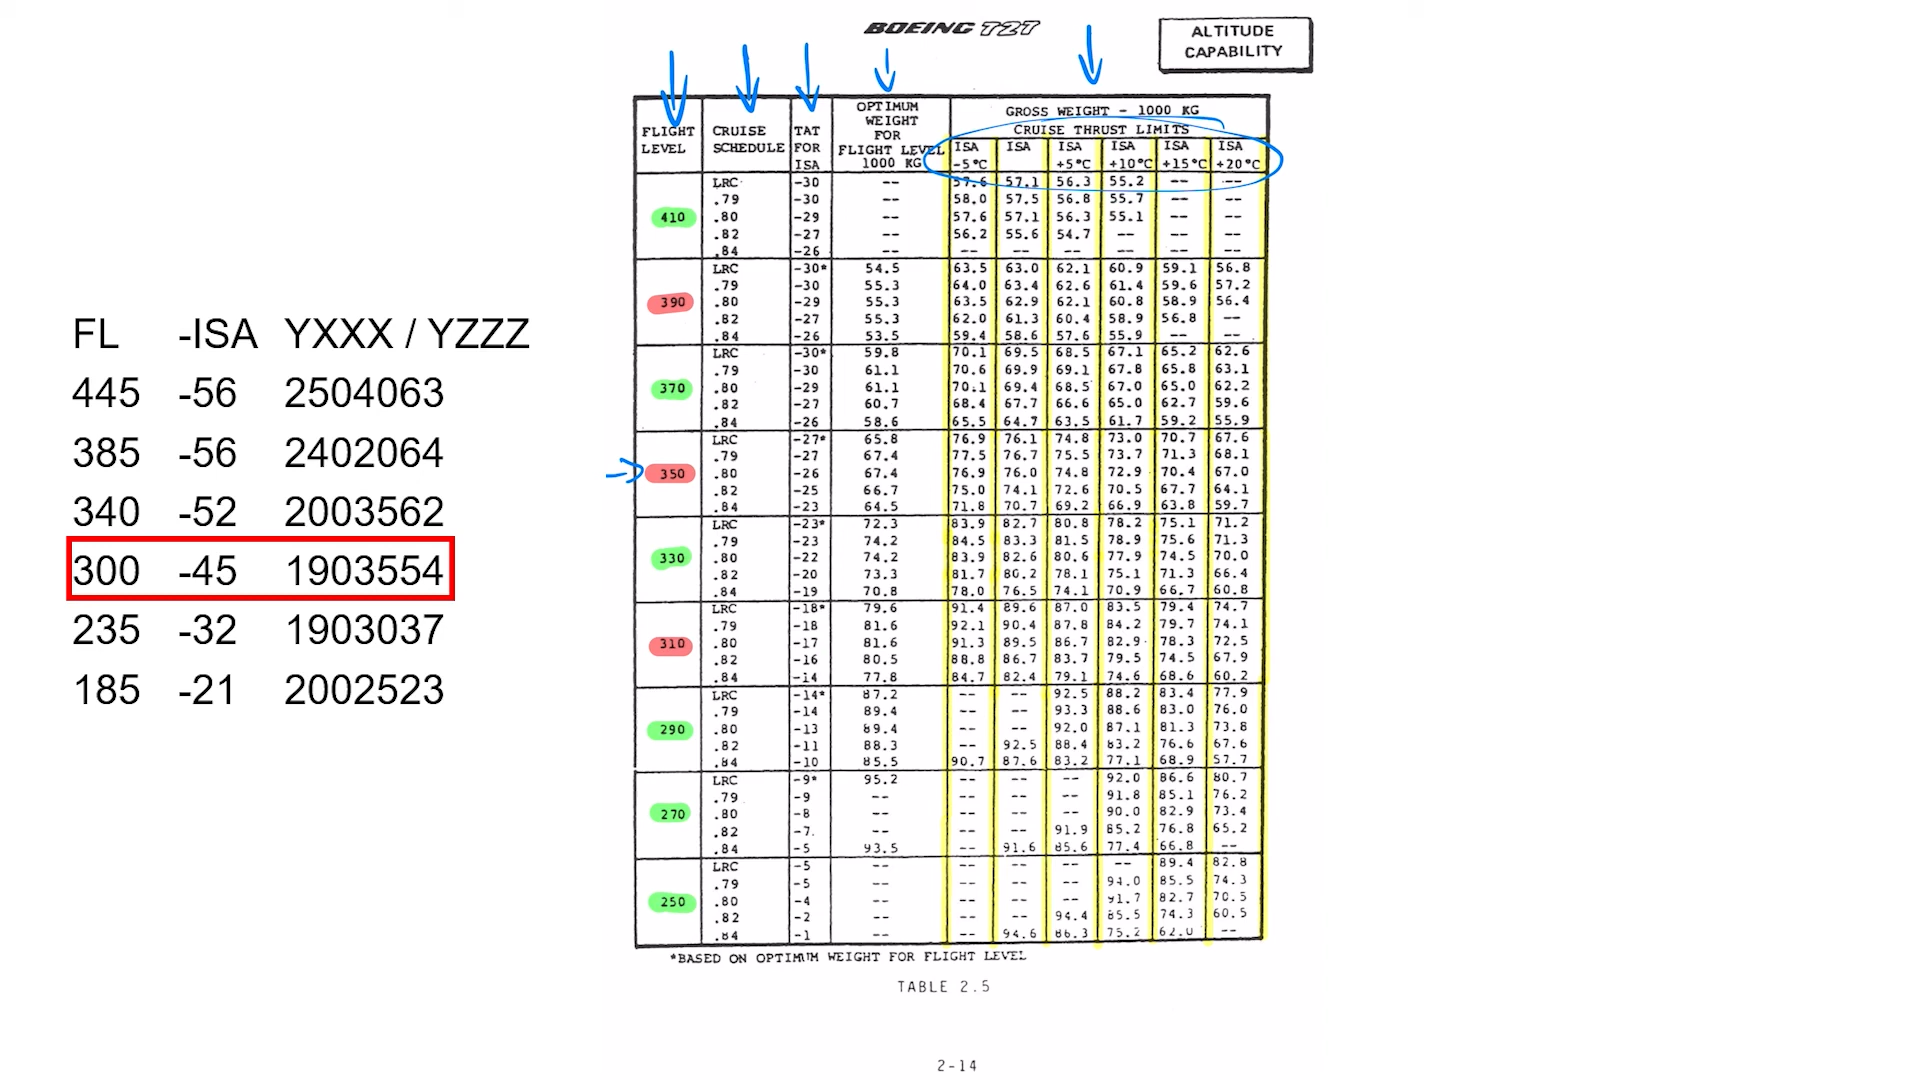 FL -ISA YXXX / YZZZ
445 -56 2504063
385 -56 2402064
340 -52 2003562
300 -45 1903554
235 -32 1903037
185 -21 2002523
BOEING 727
ALTITUDE
CAPABILITY
FLIGHT LEVEL CRUISE SCHEDULE TAT FOR ISA OPTIMUM WEIGHT FOR FLIGHT LEVEL 1000 KG GROSS WEIGHT - 1000 KG
CRUISE THRUST LIMITS
ISA -5°C ISA ISA +5°C ISA +10°C ISA +15°C ISA +20°C
LRC -30 -- 57.6 57.1 56.3 55.2 -- --
.79 -30 -- 58.0 57.5 56.8 55.7 -- --
410 .80 -29 -- 57.6 57.1 56.3 55.1 -- --
.82 -27 -- 56.2 55.6 54.7 -- -- --
.84 -26 -- -- -- -- -- -- --
LRC -30* 54.5 63.5 63.0 62.1 60.9 59.1 56.8
.79 -30 55.3 64.0 63.4 62.6 61.4 59.6 57.2
390 .80 -29 55.3 63.5 62.9 62.1 60.8 58.9 56.4
.82 -27 55.3 62.0 61.3 60.4 58.9 56.8 --
.84 -26 53.5 59.4 58.6 57.6 55.9 -- --
LRC -30* 59.8 70.1 69.5 68.5 67.1 65.2 62.6
.79 -30 61.1 70.6 69.9 69.1 67.8 65.8 63.1
370 .80 -29 61.1 70.1 69.4 68.5 67.0 65.0 62.2
.82 -27 60.7 68.4 67.7 66.6 65.0 62.7 59.6
.84 -26 58.6 65.5 64.7 63.5 61.7 59.2 55.9
LRC -27* 65.8 76.9 76.1 74.8 73.0 70.7 67.6
.79 -27 67.4 77.5 76.7 75.5 73.7 71.3 68.1
350 .80 -26 67.4 76.9 76.0 74.8 72.9 70.4 67.0
.82 -25 66.7 75.0 74.1 72.6 70.5 67.7 64.1
.84 -23 64.5 71.8 70.7 69.2 66.9 63.8 59.7
LRC -23* 72.3 83.9 82.7 80.8 78.2 75.1 71.2
.79 -23 74.2 84.5 83.3 81.5 78.9 75.6 71.3
330 .80 -22 74.2 83.9 82.6 80.6 77.9 74.5 70.0
.82 -20 73.3 81.7 80.2 78.1 75.1 71.3 66.4
.84 -19 70.8 78.0 76.5 74.1 70.9 66.7 60.8
LRC -18* 79.6 91.4 89.6 87.0 83.5 79.4 74.7
.79 -18 81.6 92.1 90.4 87.8 84.2 79.7 74.1
310 .80 -17 81.6 91.3 89.5 86.7 82.9 78.3 72.5
.82 -16 80.5 88.8 86.7 83.7 79.5 74.5 67.9
.84 -14 77.8 84.7 82.4 79.1 74.6 68.6 60.2
LRC -14* 87.2 -- -- 92.5 88.2 83.4 77.9
.79 -14 89.4 -- -- 93.3 88.6 83.0 76.0
290 .80 -13 89.4 -- -- 92.0 87.1 81.3 73.8
.82 -11 88.3 -- 92.5 88.4 83.2 76.6 67.6
.84 -10 85.5 90.7 87.6 83.2 77.1 68.9 57.7
LRC -9* 95.2 -- -- -- 92.0 86.6 80.7
.79 -9 -- -- -- -- 91.8 85.1 76.2
270 .80 -8 -- -- -- -- 90.0 82.9 73.4
.82 -7 -- -- -- 91.9 85.2 76.8 65.2
.84 -5 93.5 -- 91.6 85.6 77.4 66.8 --
LRC -5 -- -- -- -- -- 89.4 82.8
.79 -5 -- -- -- -- 94.0 85.5 74.3
250 .80 -4 -- -- -- -- 91.7 82.7 70.5
.82 -2 -- -- -- 94.4 85.5 74.3 60.5
.84 -1 -- -- 94.6 86.3 75.2 62.0 --
*BASED ON OPTIMUM WEIGHT FOR FLIGHT LEVEL
TABLE 2.5
2-14